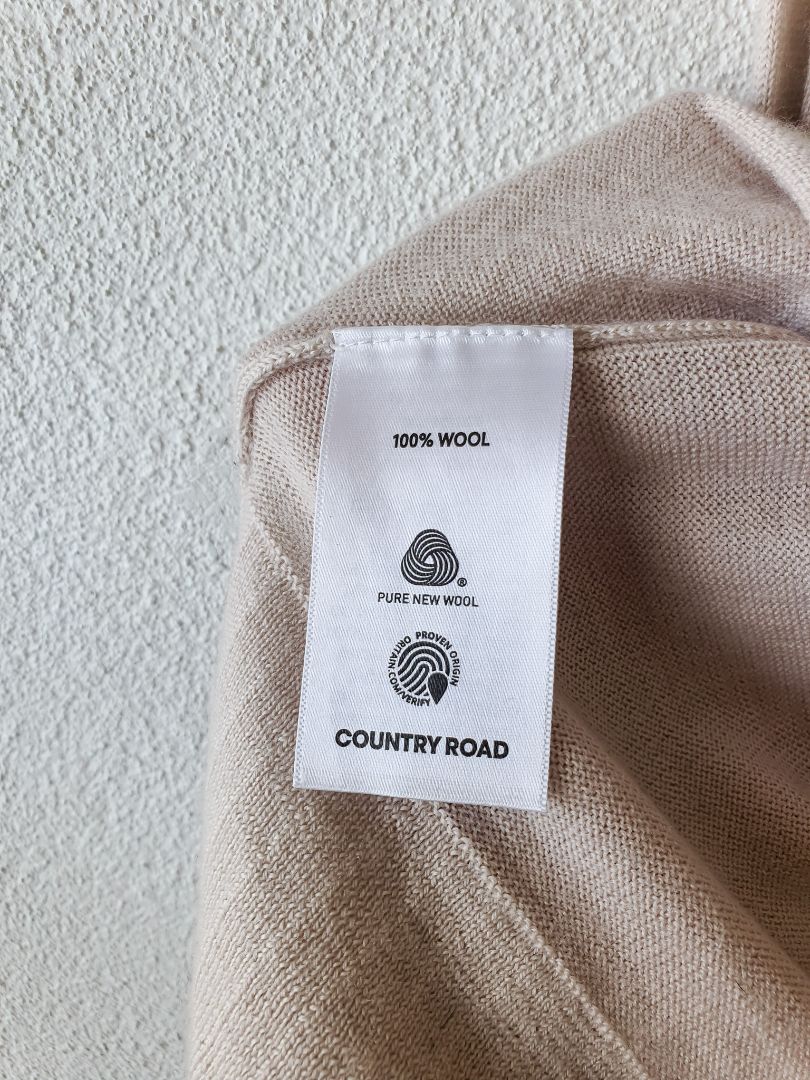 100% WOOL
®
PURE NEW WOOL
PROVEN ORIGIN
ORITAIN.COM/VERIFY
COUNTRY ROAD